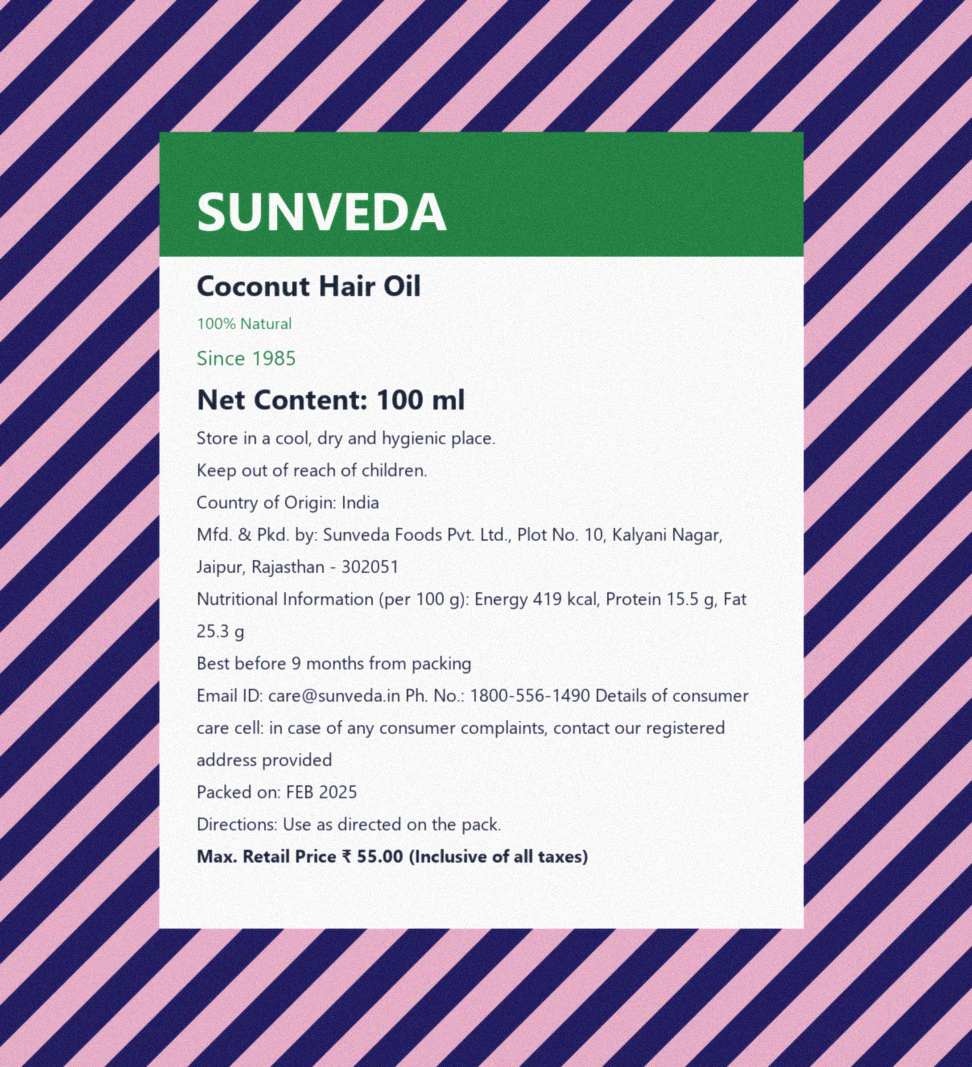 SUNVEDA
Coconut Hair Oil
100% Natural
Since 1985
Net Content: 100 ml
Store in a cool, dry and hygienic place.
Keep out of reach of children.
Country of Origin: India
Mfd. & Pkd. by: Sunveda Foods Pvt. Ltd., Plot No. 10, Kalyani Nagar,
Jaipur, Rajasthan - 302051
Nutritional Information (per 100 g): Energy 419 kcal, Protein 15.5 g, Fat
25.3 g
Best before 9 months from packing
Email ID: care@sunveda.in Ph. No.: 1800-556-1490 Details of consumer
care cell: in case of any consumer complaints, contact our registered
address provided
Packed on: FEB 2025
Directions: Use as directed on the pack.
Max. Retail Price ₹ 55.00 (Inclusive of all taxes)